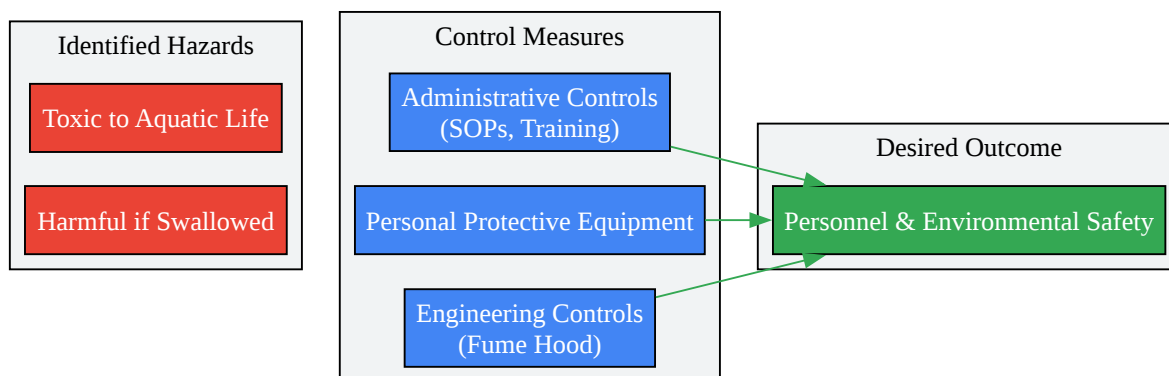 Identified Hazards
Toxic to Aquatic Life
Harmful if Swallowed
Control Measures
Administrative Controls
(SOPs, Training)
Personal Protective Equipment
Engineering Controls
(Fume Hood)
Desired Outcome
Personnel & Environmental Safety